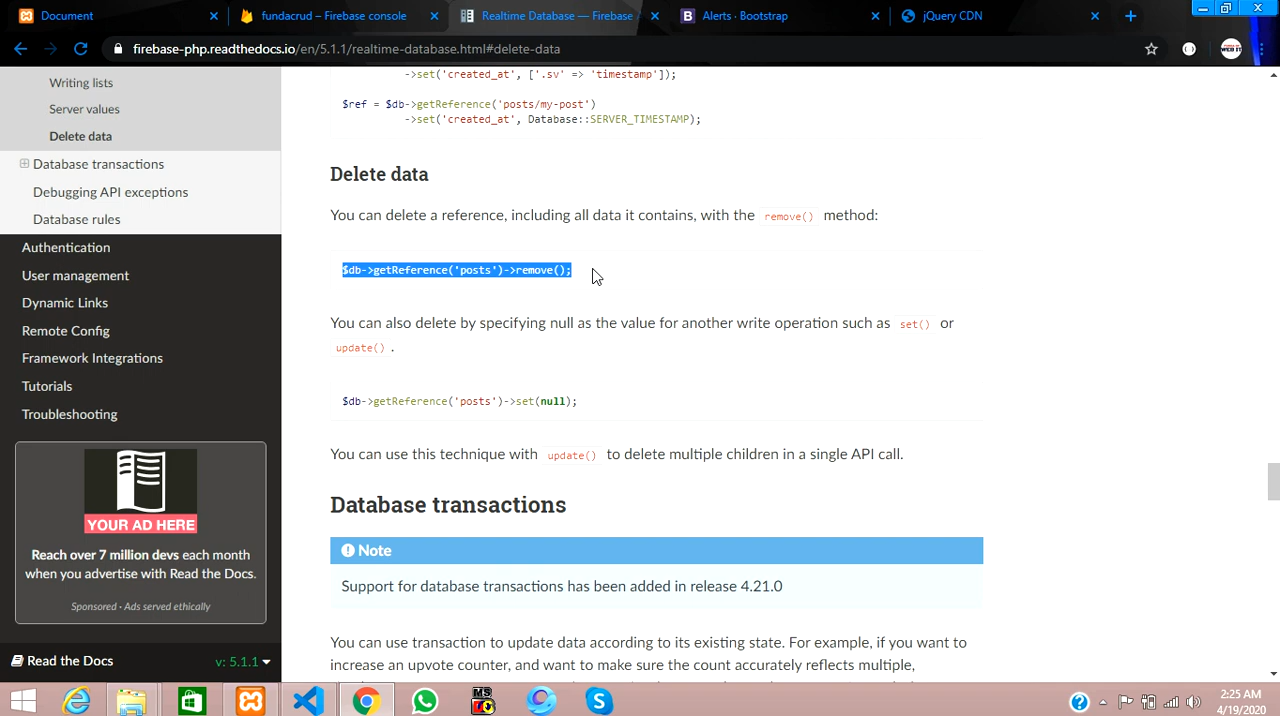 Document
fundacrud – Firebase console
Realtime Database — Firebase
Alerts · Bootstrap
jQuery CDN
firebase-php.readthedocs.io/en/5.1.1/realtime-database.html#delete-data
Writing lists
Server values
Delete data
Database transactions
Debugging API exceptions
Database rules
Authentication
User management
Dynamic Links
Remote Config
Framework Integrations
Tutorials
Troubleshooting
YOUR AD HERE
Reach over 7 million devs each month
when you advertise with Read the Docs.
Sponsored · Ads served ethically
Read the Docs
v: 5.1.1
->set('created_at', ['.sv' => 'timestamp']);
$ref = $db->getReference('posts/my-post')
->set('created_at', Database::SERVER_TIMESTAMP);
Delete data
You can delete a reference, including all data it contains, with the remove() method:
$db->getReference('posts')->remove();
You can also delete by specifying null as the value for another write operation such as set() or
update() .
$db->getReference('posts')->set(null);
You can use this technique with update() to delete multiple children in a single API call.
Database transactions
Note
Support for database transactions has been added in release 4.21.0
You can use transaction to update data according to its existing state. For example, if you want to
increase an upvote counter, and want to make sure the count accurately reflects multiple,
2:25 AM
4/19/2020